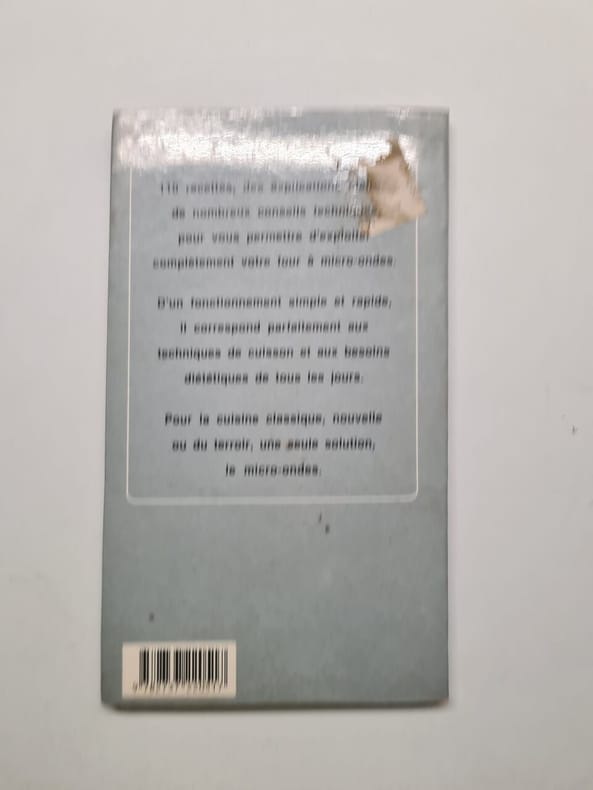 110 recettes, des explications
de nombreux conseils techniques
pour vous permettre d'exploiter
complètement votre four à micro-ondes.
D'un fonctionnement simple et rapide,
il correspond parfaitement aux
techniques de cuisson et aux besoins
diététiques de tous les jours.
Pour la cuisine classique, nouvelle
ou du terroir, une seule solution,
le micro-ondes.